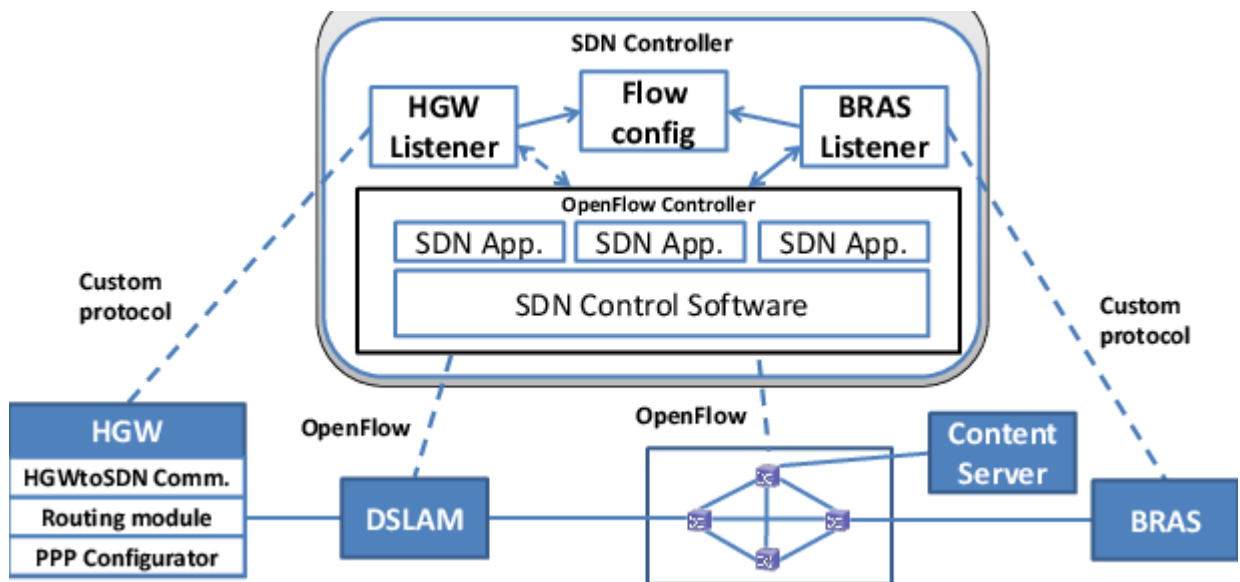 SDN Controller
HGW
Listener
Flow
config
BRAS
Listener
OpenFlow Controller
SDN App.
SDN App.
SDN App.
SDN Control Software
Custom
protocol
Custom
protocol
OpenFlow
OpenFlow
HGW
HGWtoSDN Comm.
Routing module
PPP Configurator
DSLAM
Content
Server
BRAS